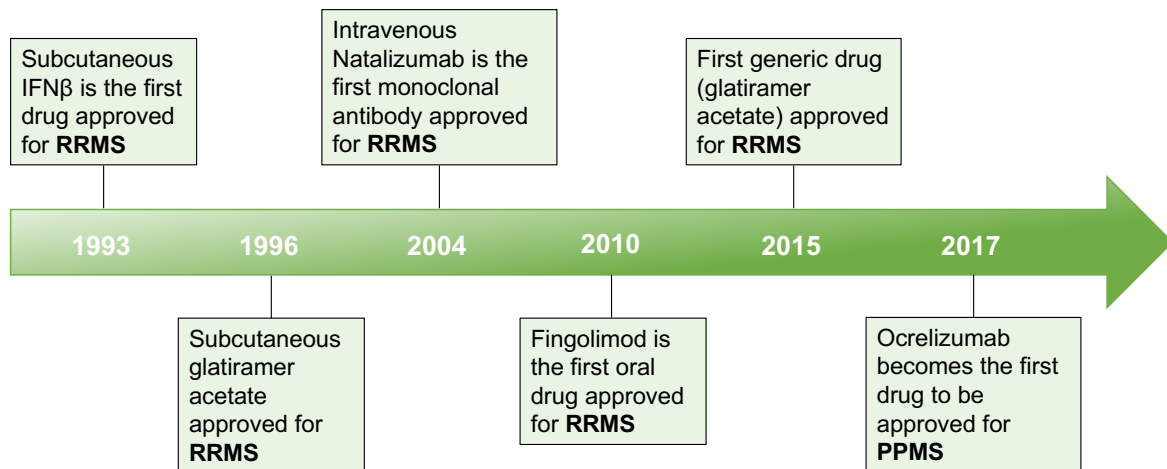 Subcutaneous
IFNβ is the first
drug approved
for RRMS
Intravenous
Natalizumab is the
first monoclonal
antibody approved
for RRMS
First generic drug
(glatiramer
acetate) approved
for RRMS
1993
1996
2004
2010
2015
2017
Subcutaneous
glatiramer
acetate
approved for
RRMS
Fingolimod is
the first oral
drug approved
for RRMS
Ocrelizumab
becomes the first
drug to be
approved for
PPMS